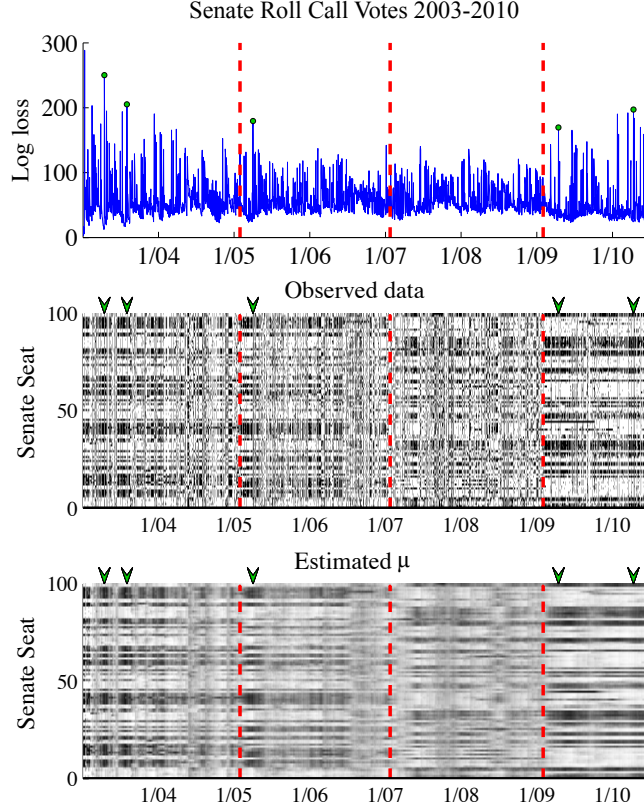 Senate Roll Call Votes 2003-2010
300
200
100
0
Log loss
1/04 1/05 1/06 1/07 1/08 1/09 1/10
Observed data
100
50
0
Senate Seat
1/04 1/05 1/06 1/07 1/08 1/09 1/10
Estimated μ
100
50
0
Senate Seat
1/04 1/05 1/06 1/07 1/08 1/09 1/10